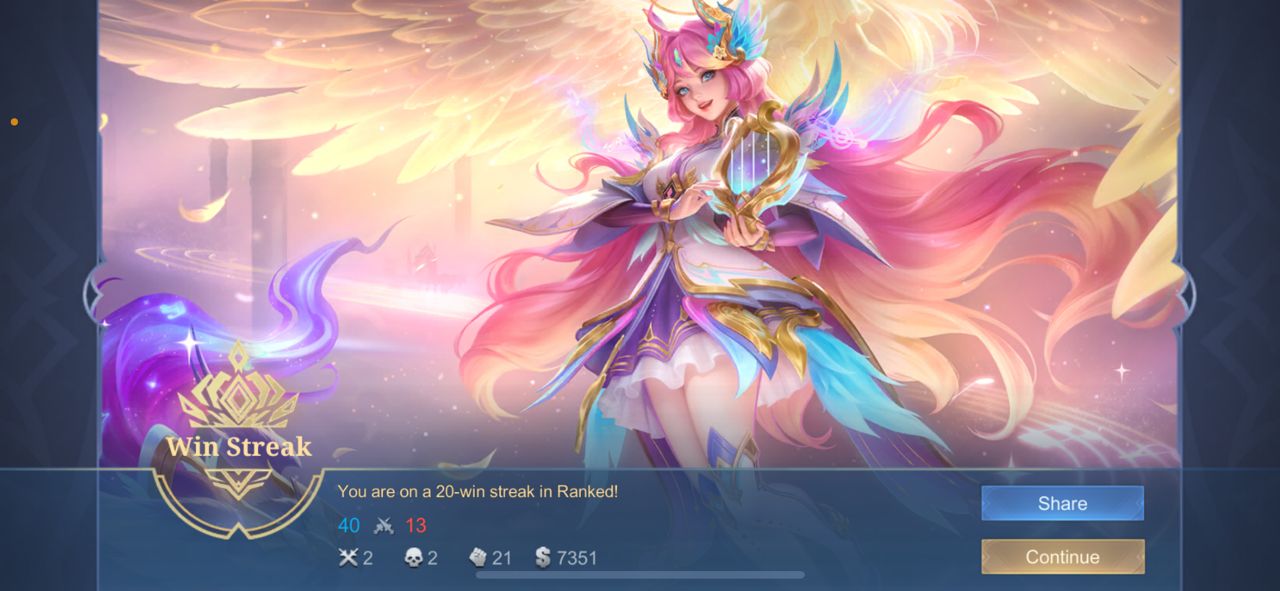 Win Streak
You are on a 20-win streak in Ranked!
40 13
2 2 21 7351
Share
Continue